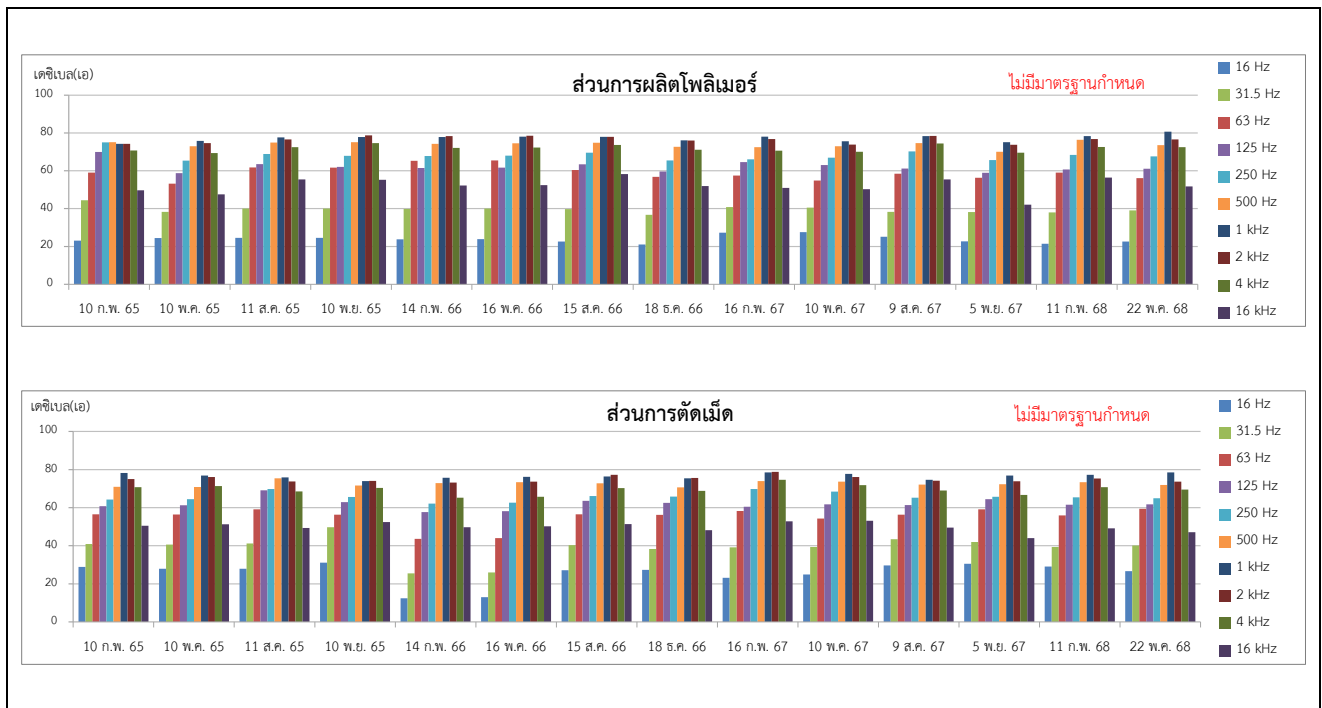 เดซิเบล(เอ)
ส่วนการผลิตโพลิเมอร์
ไม่มีมาตรฐานกำหนด
100
80
60
40
20
0
10 ก.พ. 65 10 พ.ค. 65 11 ส.ค. 65 10 พ.ย. 65 14 ก.พ. 66 16 พ.ค. 66 15 ส.ค. 66 18 ธ.ค. 66 16 ก.พ. 67 10 พ.ค. 67 9 ส.ค. 67 5 พ.ย. 67 11 ก.พ. 68 22 พ.ค. 68
16 Hz
31.5 Hz
63 Hz
125 Hz
250 Hz
500 Hz
1 kHz
2 kHz
4 kHz
16 kHz
เดซิเบล(เอ)
ส่วนการตัดเม็ด
ไม่มีมาตรฐานกำหนด
100
80
60
40
20
0
10 ก.พ. 65 10 พ.ค. 65 11 ส.ค. 65 10 พ.ย. 65 14 ก.พ. 66 16 พ.ค. 66 15 ส.ค. 66 18 ธ.ค. 66 16 ก.พ. 67 10 พ.ค. 67 9 ส.ค. 67 5 พ.ย. 67 11 ก.พ. 68 22 พ.ค. 68
16 Hz
31.5 Hz
63 Hz
125 Hz
250 Hz
500 Hz
1 kHz
2 kHz
4 kHz
16 kHz